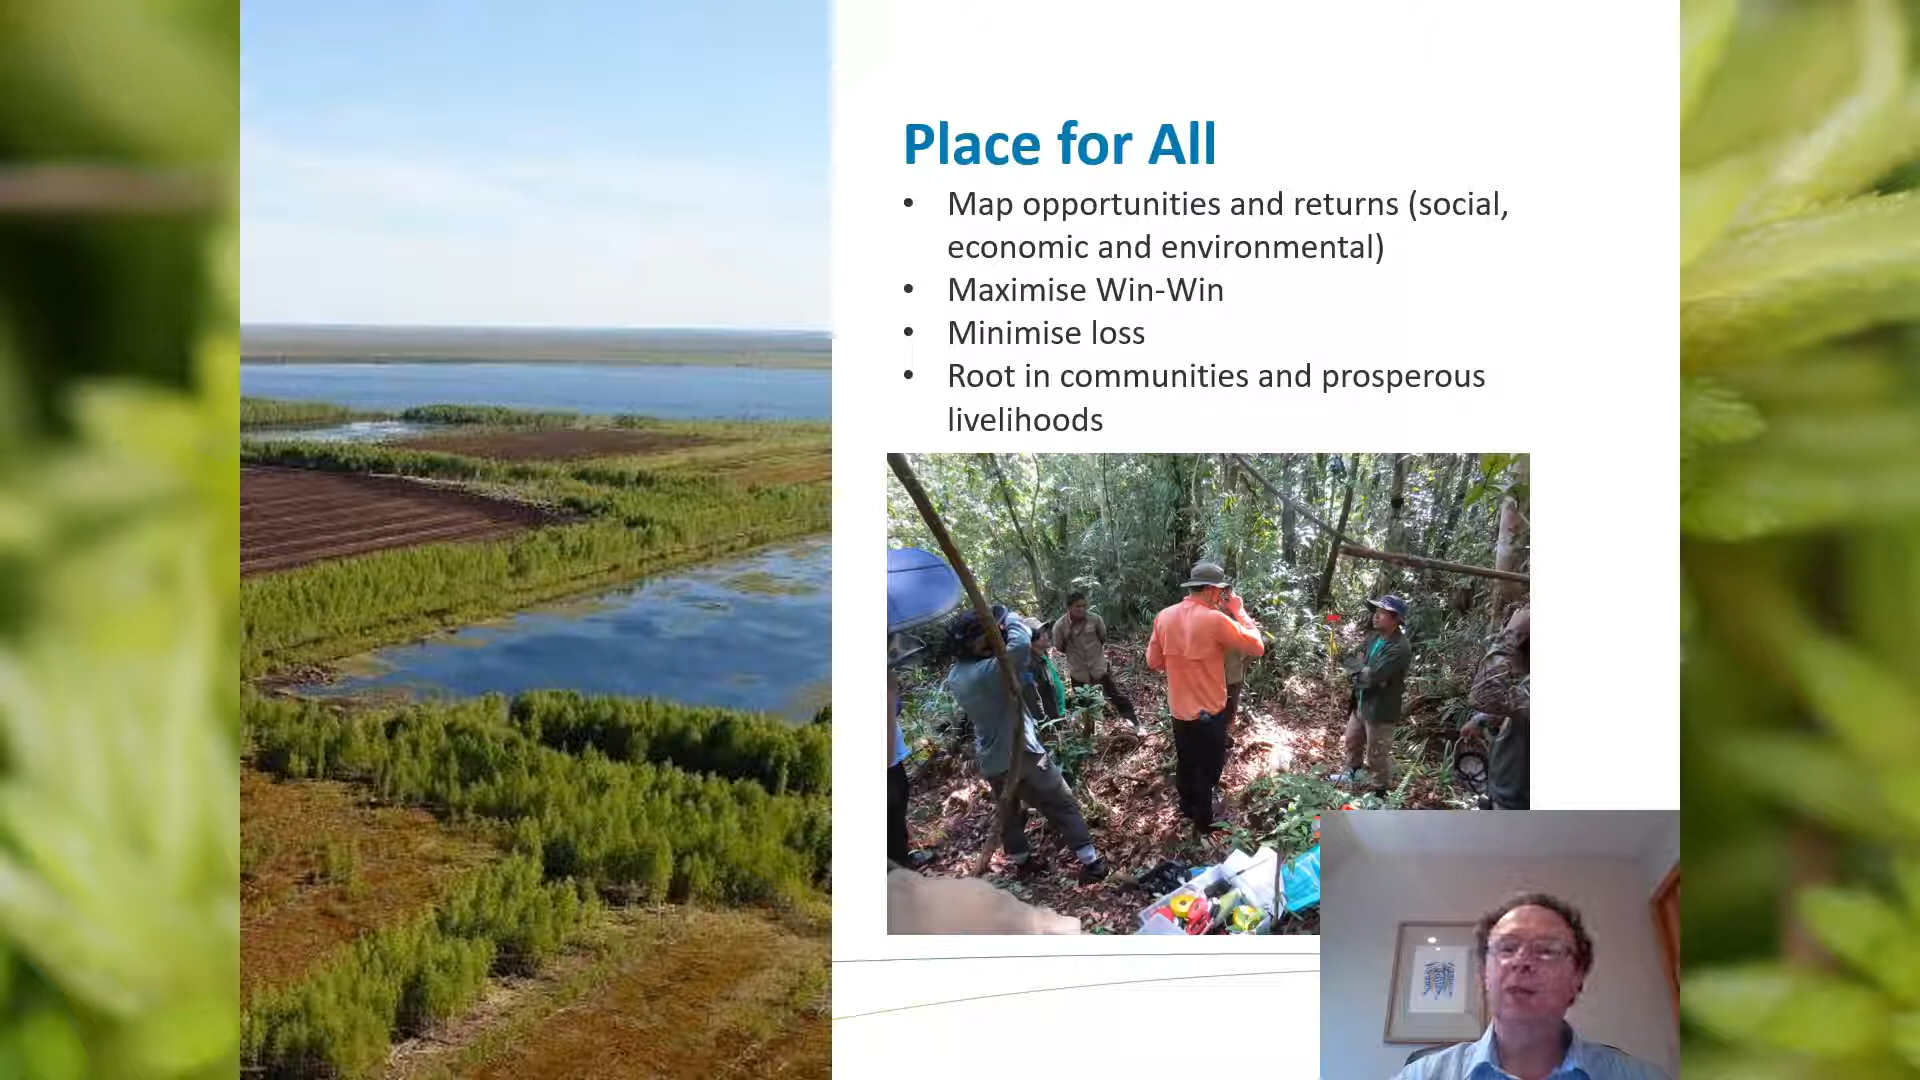 Place for All
• Map opportunities and returns (social,
economic and environmental)
• Maximise Win-Win
• Minimise loss
• Root in communities and prosperous
livelihoods